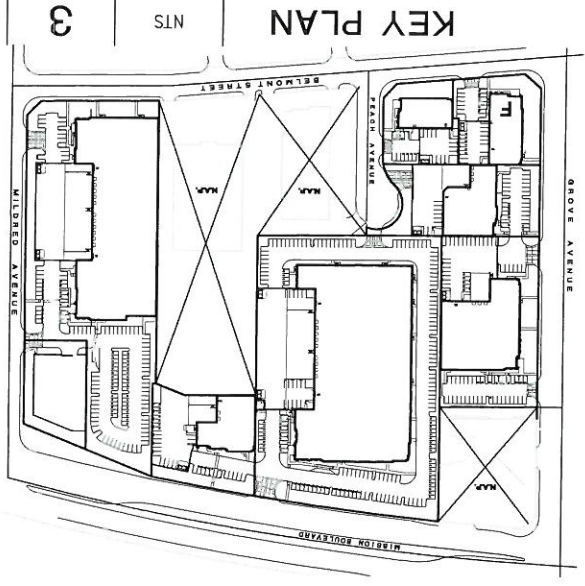 KEY PLAN
NTS
3
MISSION BOULEVARD
N.A.P.
GROVE AVENUE
MILDRED AVENUE
N.A.P.
N.A.P.
PEACH AVENUE
BELMONT STREET